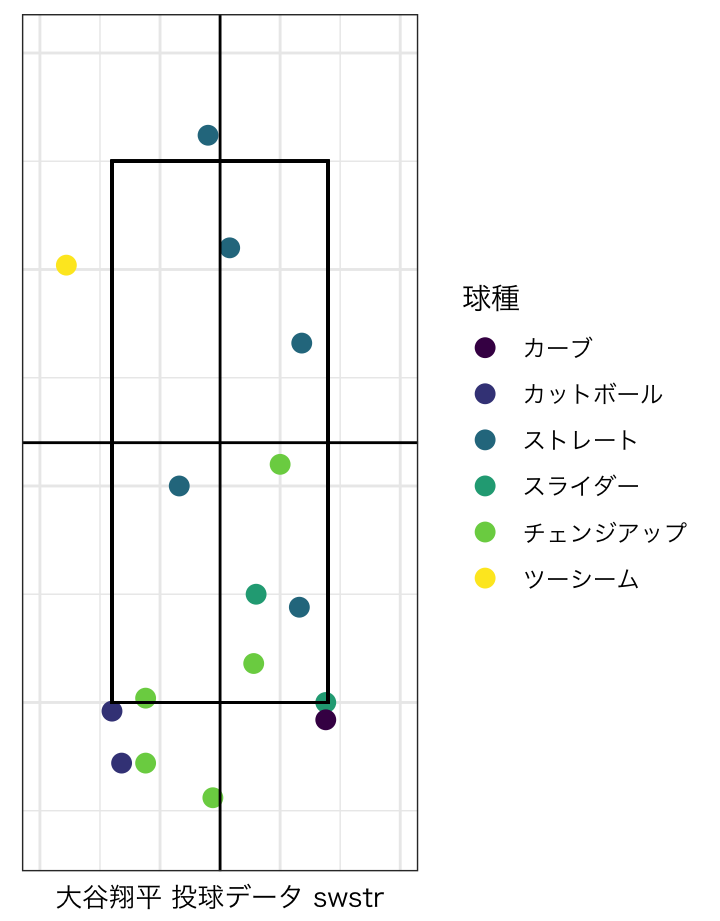 球種
カーブ
カットボール
ストレート
スライダー
チェンジアップ
ツーシーム
大谷翔平 投球データ swstr